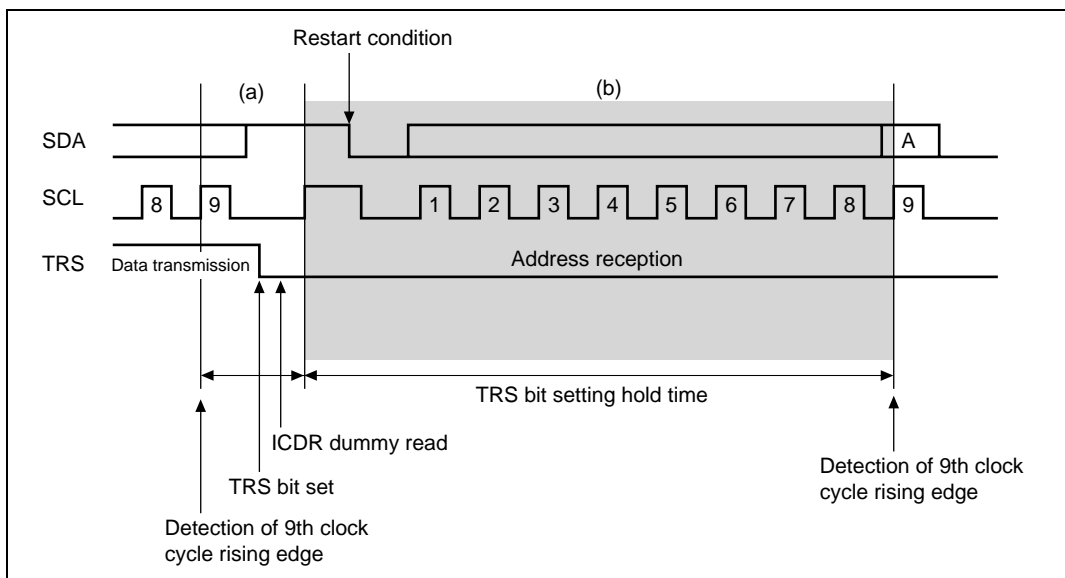 Restart condition
(a)
(b)
SDA
A
SCL
8
9
1
2
3
4
5
6
7
8
9
TRS
Data transmission
Address reception
TRS bit setting hold time
ICDR dummy read
TRS bit set
Detection of 9th clock
cycle rising edge
Detection of 9th clock
cycle rising edge